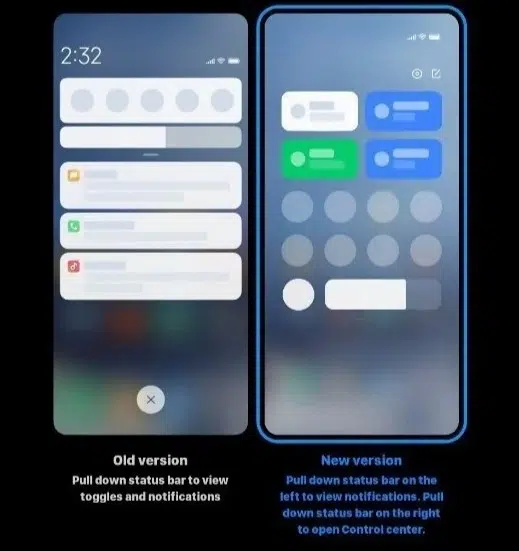 2:32
Old version
Pull down status bar to view
toggles and notifications
New version
Pull down status bar on the
left to view notifications. Pull
down status bar on the right
to open Control center.